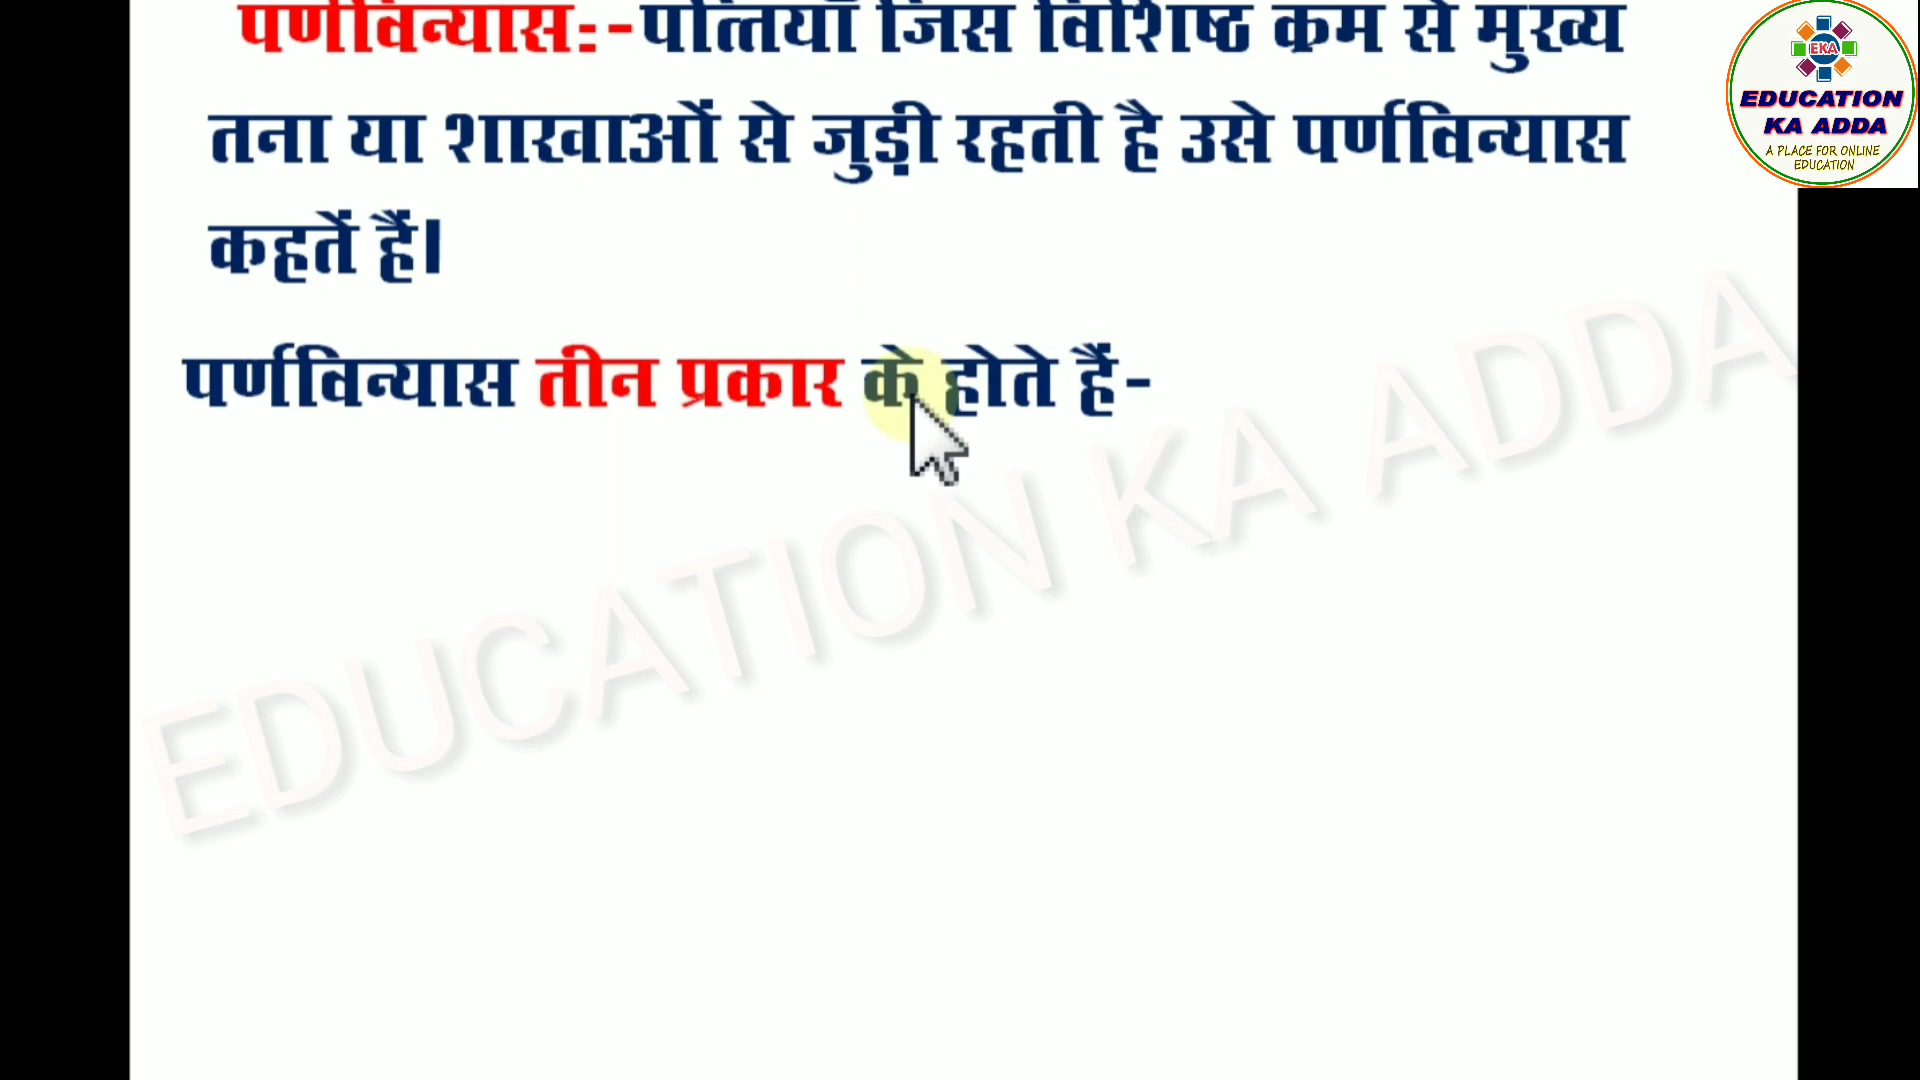 पर्णविन्यास:-पत्तियाँ जिस विशिष्ठ कम से मुख्य
तना या शाखाओं से जुड़ी रहती है उसे पर्णविन्यास
कहतें हैं।
पर्णविन्यास तीन प्रकार के होते हैं-
EKA
EDUCATION
KA ADDA
A PLACE FOR ONLINE
EDUCATION
EDUCATION KA ADDA